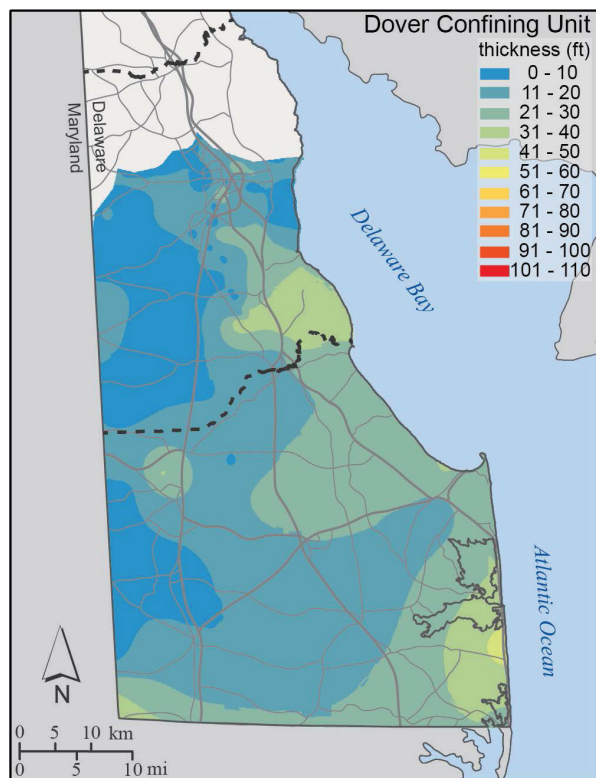 Dover Confining Unit
thickness (ft)
0 - 10
11 - 20
21 - 30
31 - 40
41 - 50
51 - 60
61 - 70
71 - 80
81 - 90
91 - 100
101 - 110
Maryland
Delaware
Delaware Bay
Atlantic Ocean
N
0 5 10 km
0 5 10 mi